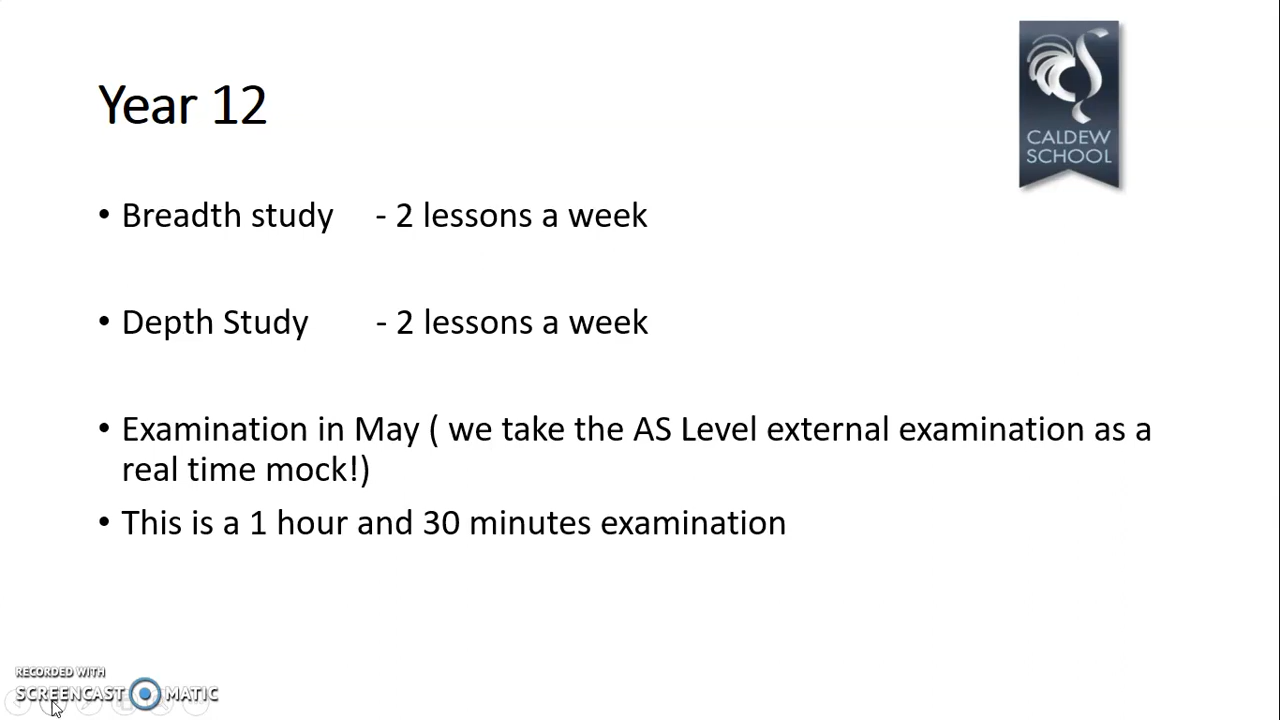 Year 12
CALDEW
SCHOOL
• Breadth study - 2 lessons a week
• Depth Study - 2 lessons a week
• Examination in May ( we take the AS Level external examination as a
real time mock!)
• This is a 1 hour and 30 minutes examination
RECORDED WITH
SCREENCAST MATIC